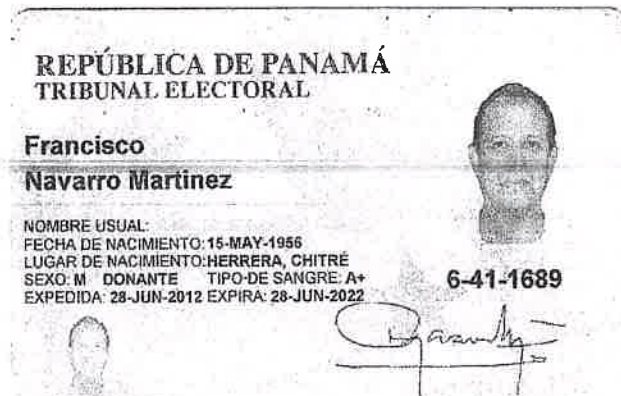 REPÚBLICA DE PANAMÁ
TRIBUNAL ELECTORAL
Francisco
Navarro Martinez
NOMBRE USUAL:
FECHA DE NACIMIENTO: 15-MAY-1956
LUGAR DE NACIMIENTO: HERRERA, CHITRÉ
SEXO: M DONANTE TIPO DE SANGRE: A+
EXPEDIDA: 28-JUN-2012 EXPIRA: 28-JUN-2022
6-41-1689